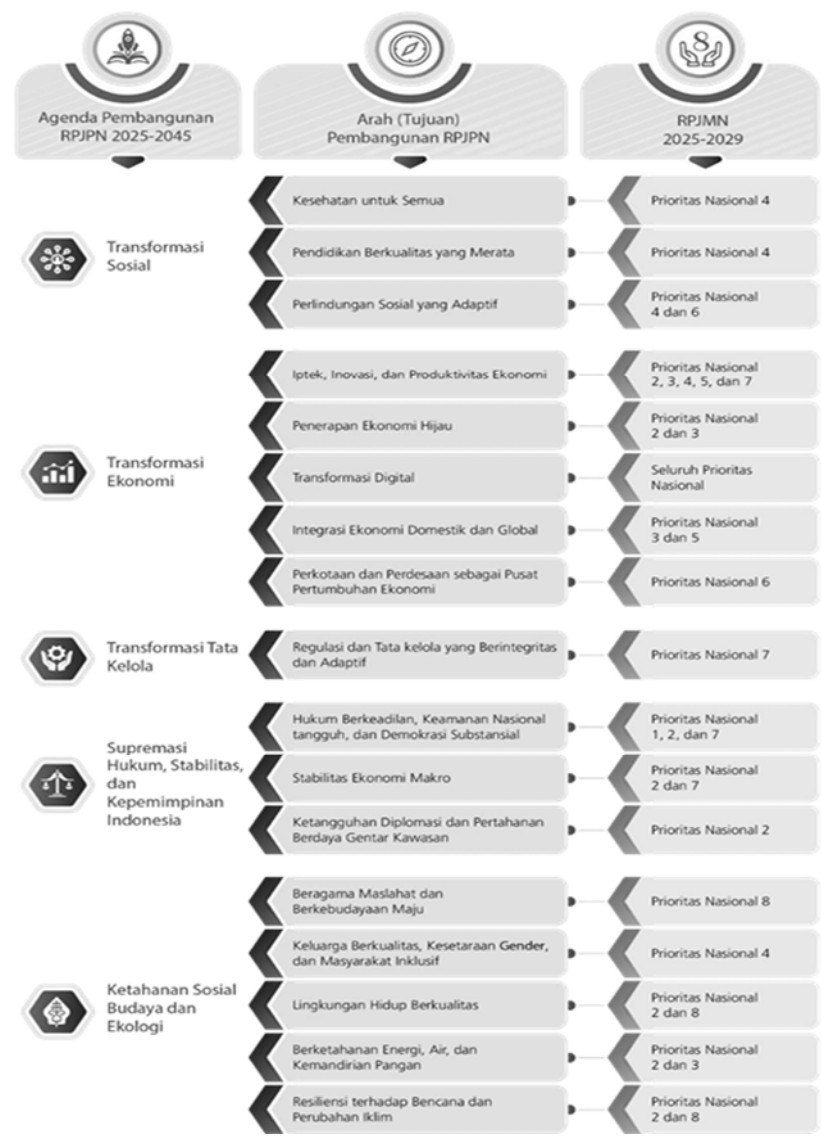 8
Agenda Pembangunan
RPJPN 2025-2045
Arah (Tujuan)
Pembangunan RPJPN
RPJMN
2025-2029
Transformasi
Sosial
Kesehatan untuk Semua
Prioritas Nasional 4
Pendidikan Berkualitas yang Merata
Prioritas Nasional 4
Perlindungan Sosial yang Adaptif
Prioritas Nasional
4 dan 6
Transformasi
Ekonomi
Iptek, Inovasi, dan Produktivitas Ekonomi
Prioritas Nasional
2, 3, 4, 5, dan 7
Penerapan Ekonomi Hijau
Prioritas Nasional
2 dan 3
Transformasi Digital
Seluruh Prioritas
Nasional
Integrasi Ekonomi Domestik dan Global
Prioritas Nasional
3 dan 5
Perkotaan dan Perdesaan sebagai Pusat
Pertumbuhan Ekonomi
Prioritas Nasional 6
Transformasi Tata
Kelola
Regulasi dan Tata kelola yang Berintegritas
dan Adaptif
Prioritas Nasional 7
Supremasi
Hukum, Stabilitas,
dan
Kepemimpinan
Indonesia
Hukum Berkeadilan, Keamanan Nasional
tangguh, dan Demokrasi Substansial
Prioritas Nasional
1, 2, dan 7
Stabilitas Ekonomi Makro
Prioritas Nasional
2 dan 7
Ketangguhan Diplomasi dan Pertahanan
Berdaya Gentar Kawasan
Prioritas Nasional 2
Ketahanan Sosial
Budaya dan
Ekologi
Beragama Maslahat dan
Berkebudayaan Maju
Prioritas Nasional 8
Keluarga Berkualitas, Kesetaraan Gender,
dan Masyarakat Inklusif
Prioritas Nasional 4
Lingkungan Hidup Berkualitas
Prioritas Nasional
2 dan 8
Berketahanan Energi, Air, dan
Kemandirian Pangan
Prioritas Nasional
2 dan 3
Resiliensi terhadap Bencana dan
Perubahan Iklim
Prioritas Nasional
2 dan 8